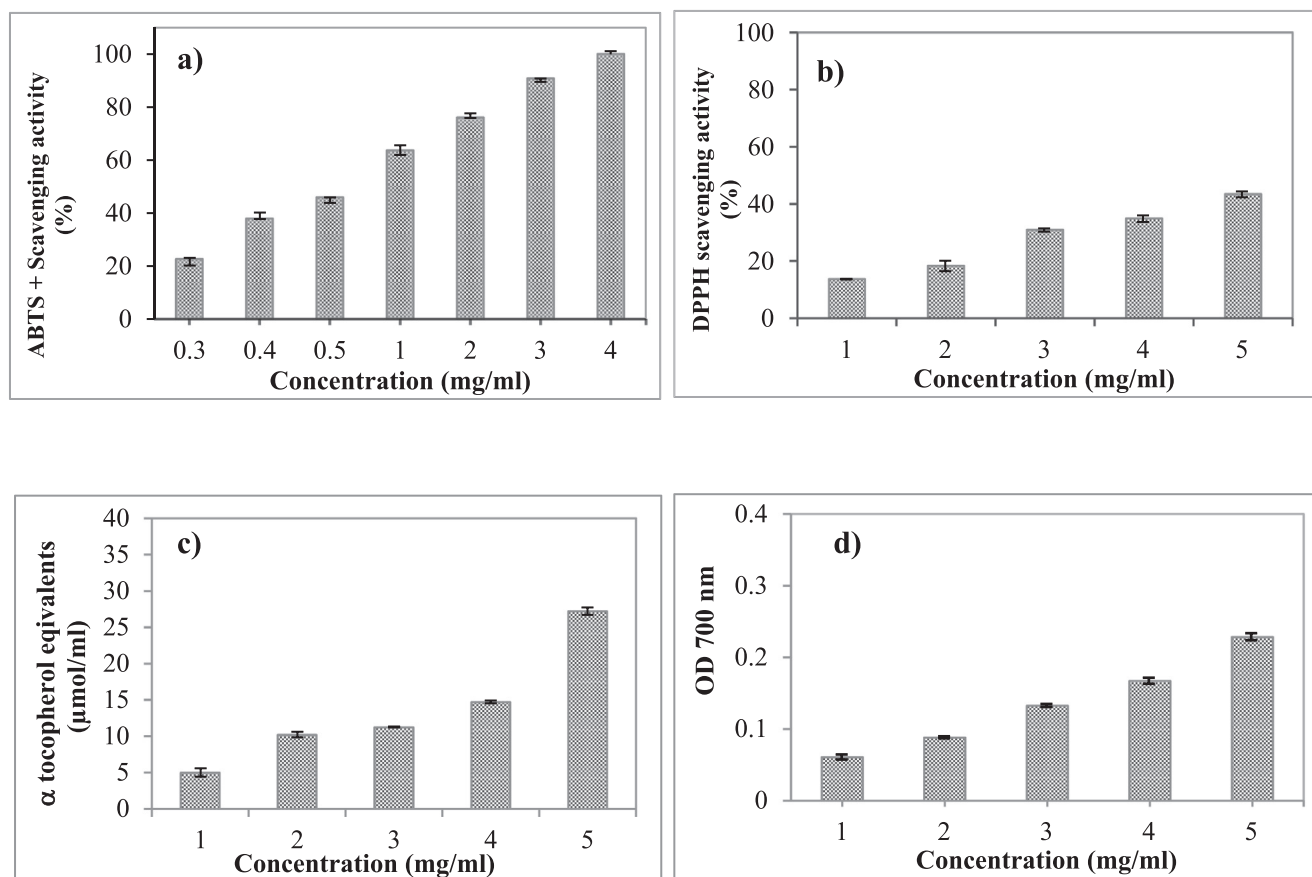 a)
ABTS + Scavenging activity
(%)
100
80
60
40
20
0
0.3 0.4 0.5 1 2 3 4
Concentration (mg/ml)
b)
DPPH scavenging activity
(%)
100
80
60
40
20
0
1 2 3 4 5
Concentration (mg/ml)
c)
α tocopherol eqivalents
(µmol/ml)
40
35
30
25
20
15
10
5
0
1 2 3 4 5
Concentration (mg/ml)
d)
OD 700 nm
0.4
0.3
0.2
0.1
0
1 2 3 4 5
Concentration (mg/ml)